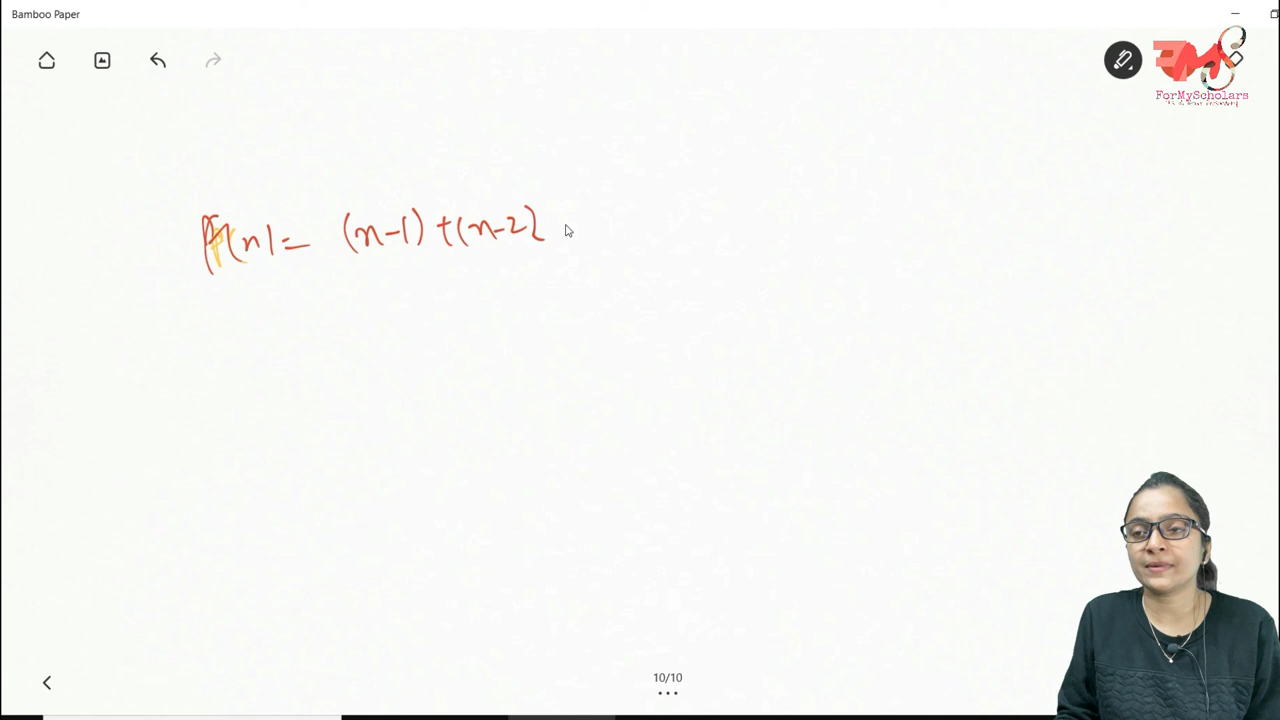 Bamboo Paper
ForMyScholars
f(n) = (n-1) + (n-2}
10/10